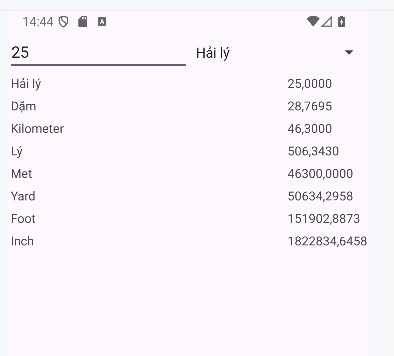 14:44
25 Hải lý
Hải lý 25,0000
Dặm 28,7695
Kilometer 46,3000
Lý 506,3430
Met 46300,0000
Yard 50634,2958
Foot 151902,8873
Inch 1822834,6458